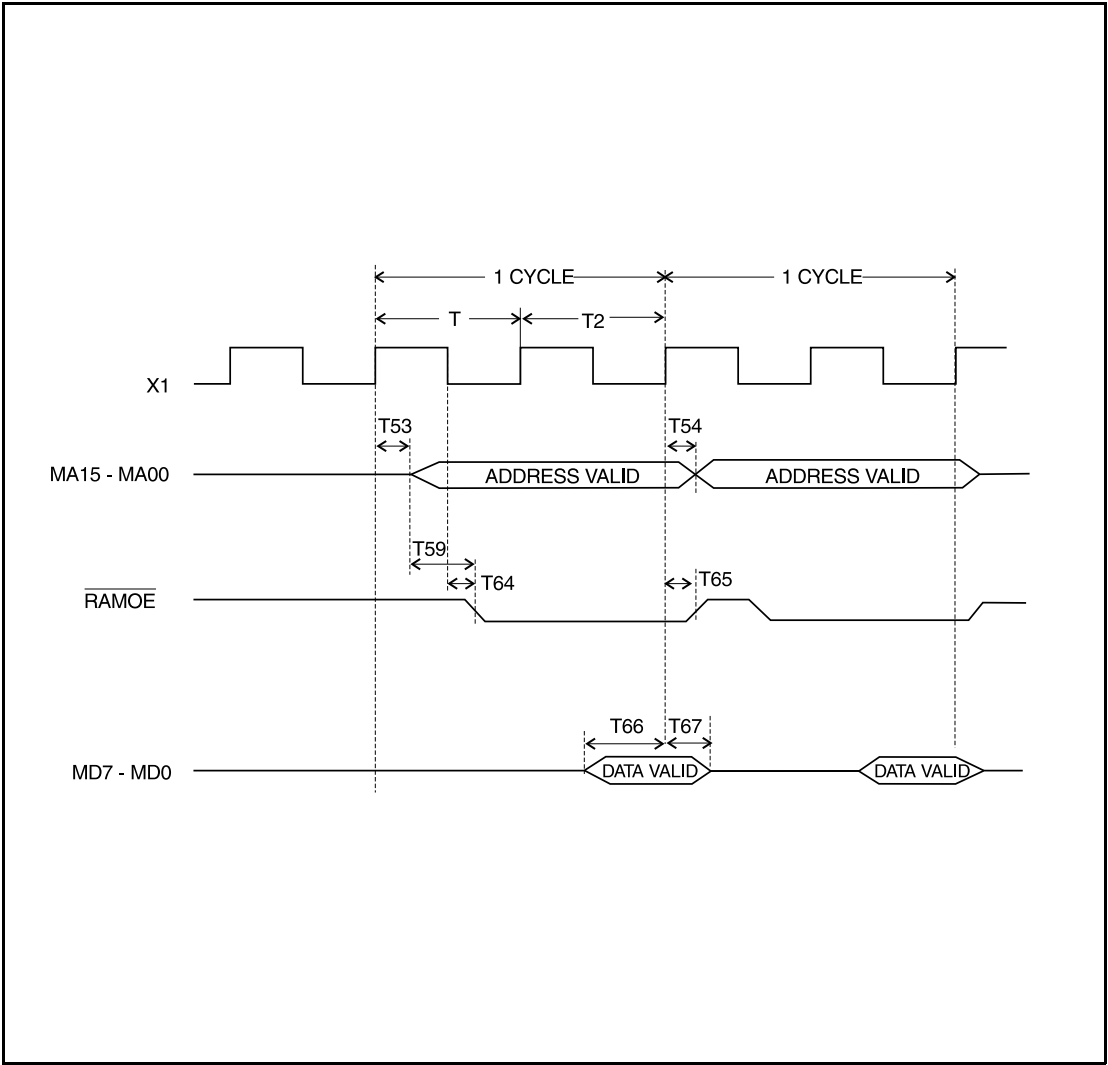 1 CYCLE 1 CYCLE
T T2
X1
T53 T54
MA15 - MA00 ADDRESS VALID ADDRESS VALID
T59
T64 T65
RAMOE
T66 T67
MD7 - MD0 DATA VALID DATA VALID